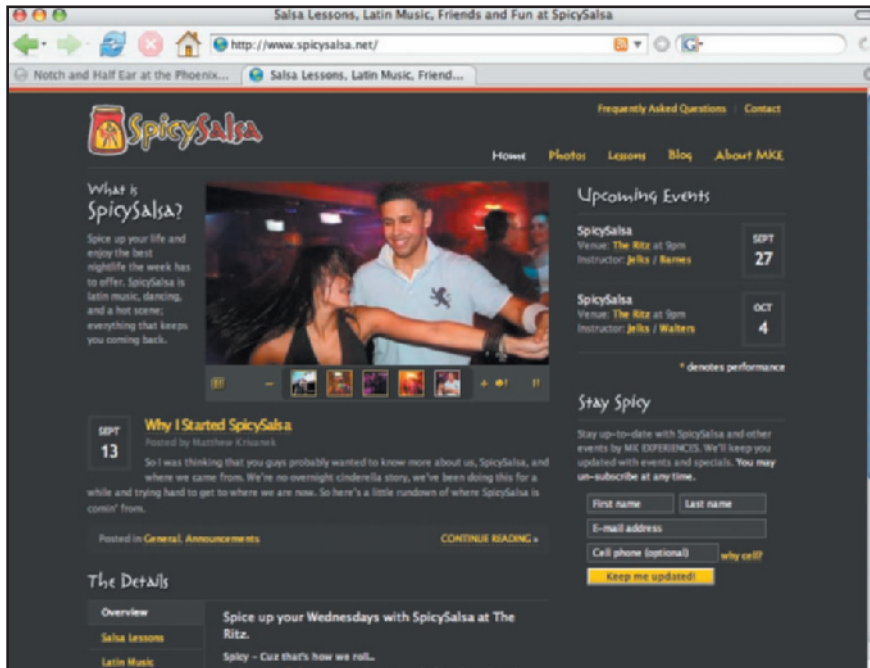 Salsa Lessons, Latin Music, Friends and Fun at SpicySalsa
http://www.spicysalsa.net/
Notch and Half Ear at the Phoenix...
Salsa Lessons, Latin Music, Friend...
Frequently Asked Questions | Contact
SpicySalsa
Home Photos Lessons Blog About MKE
What is
SpicySalsa?
Spice up your life and
enjoy the best
nightlife the week has
to offer. SpicySalsa is
latin music, dancing,
and a hot scene;
everything that keeps
you coming back.
Upcoming Events
SpicySalsa
Venue: The Ritz at 9pm
Instructor: Jelks / Barnes
SEPT
27
SpicySalsa
Venue: The Ritz at 9pm
Instructor: Jelks / Walters
OCT
4
* denotes performance
SEPT
13
Why I Started SpicySalsa
Posted by Matthew Krivanek
So I was thinking that you guys probably wanted to know more about us, SpicySalsa, and
where we came from. We're no overnight cinderella story, we've been doing this for a
while and trying hard to get to where we are now. So here's a little rundown of where SpicySalsa is
comin' from.
Posted in General, Announcements
CONTINUE READING »
Stay Spicy
Stay up-to-date with SpicySalsa and other
events by MK EXPERIENCES. We'll keep you
updated with events and specials. You may
un-subscribe at any time.
First name Last name
E-mail address
Cell phone (optional) why cell?
Keep me updated!
The Details
Overview
Salsa Lessons
Latin Music
Spice up your Wednesdays with SpicySalsa at The
Ritz.
Spicy – Cuz that's how we roll...